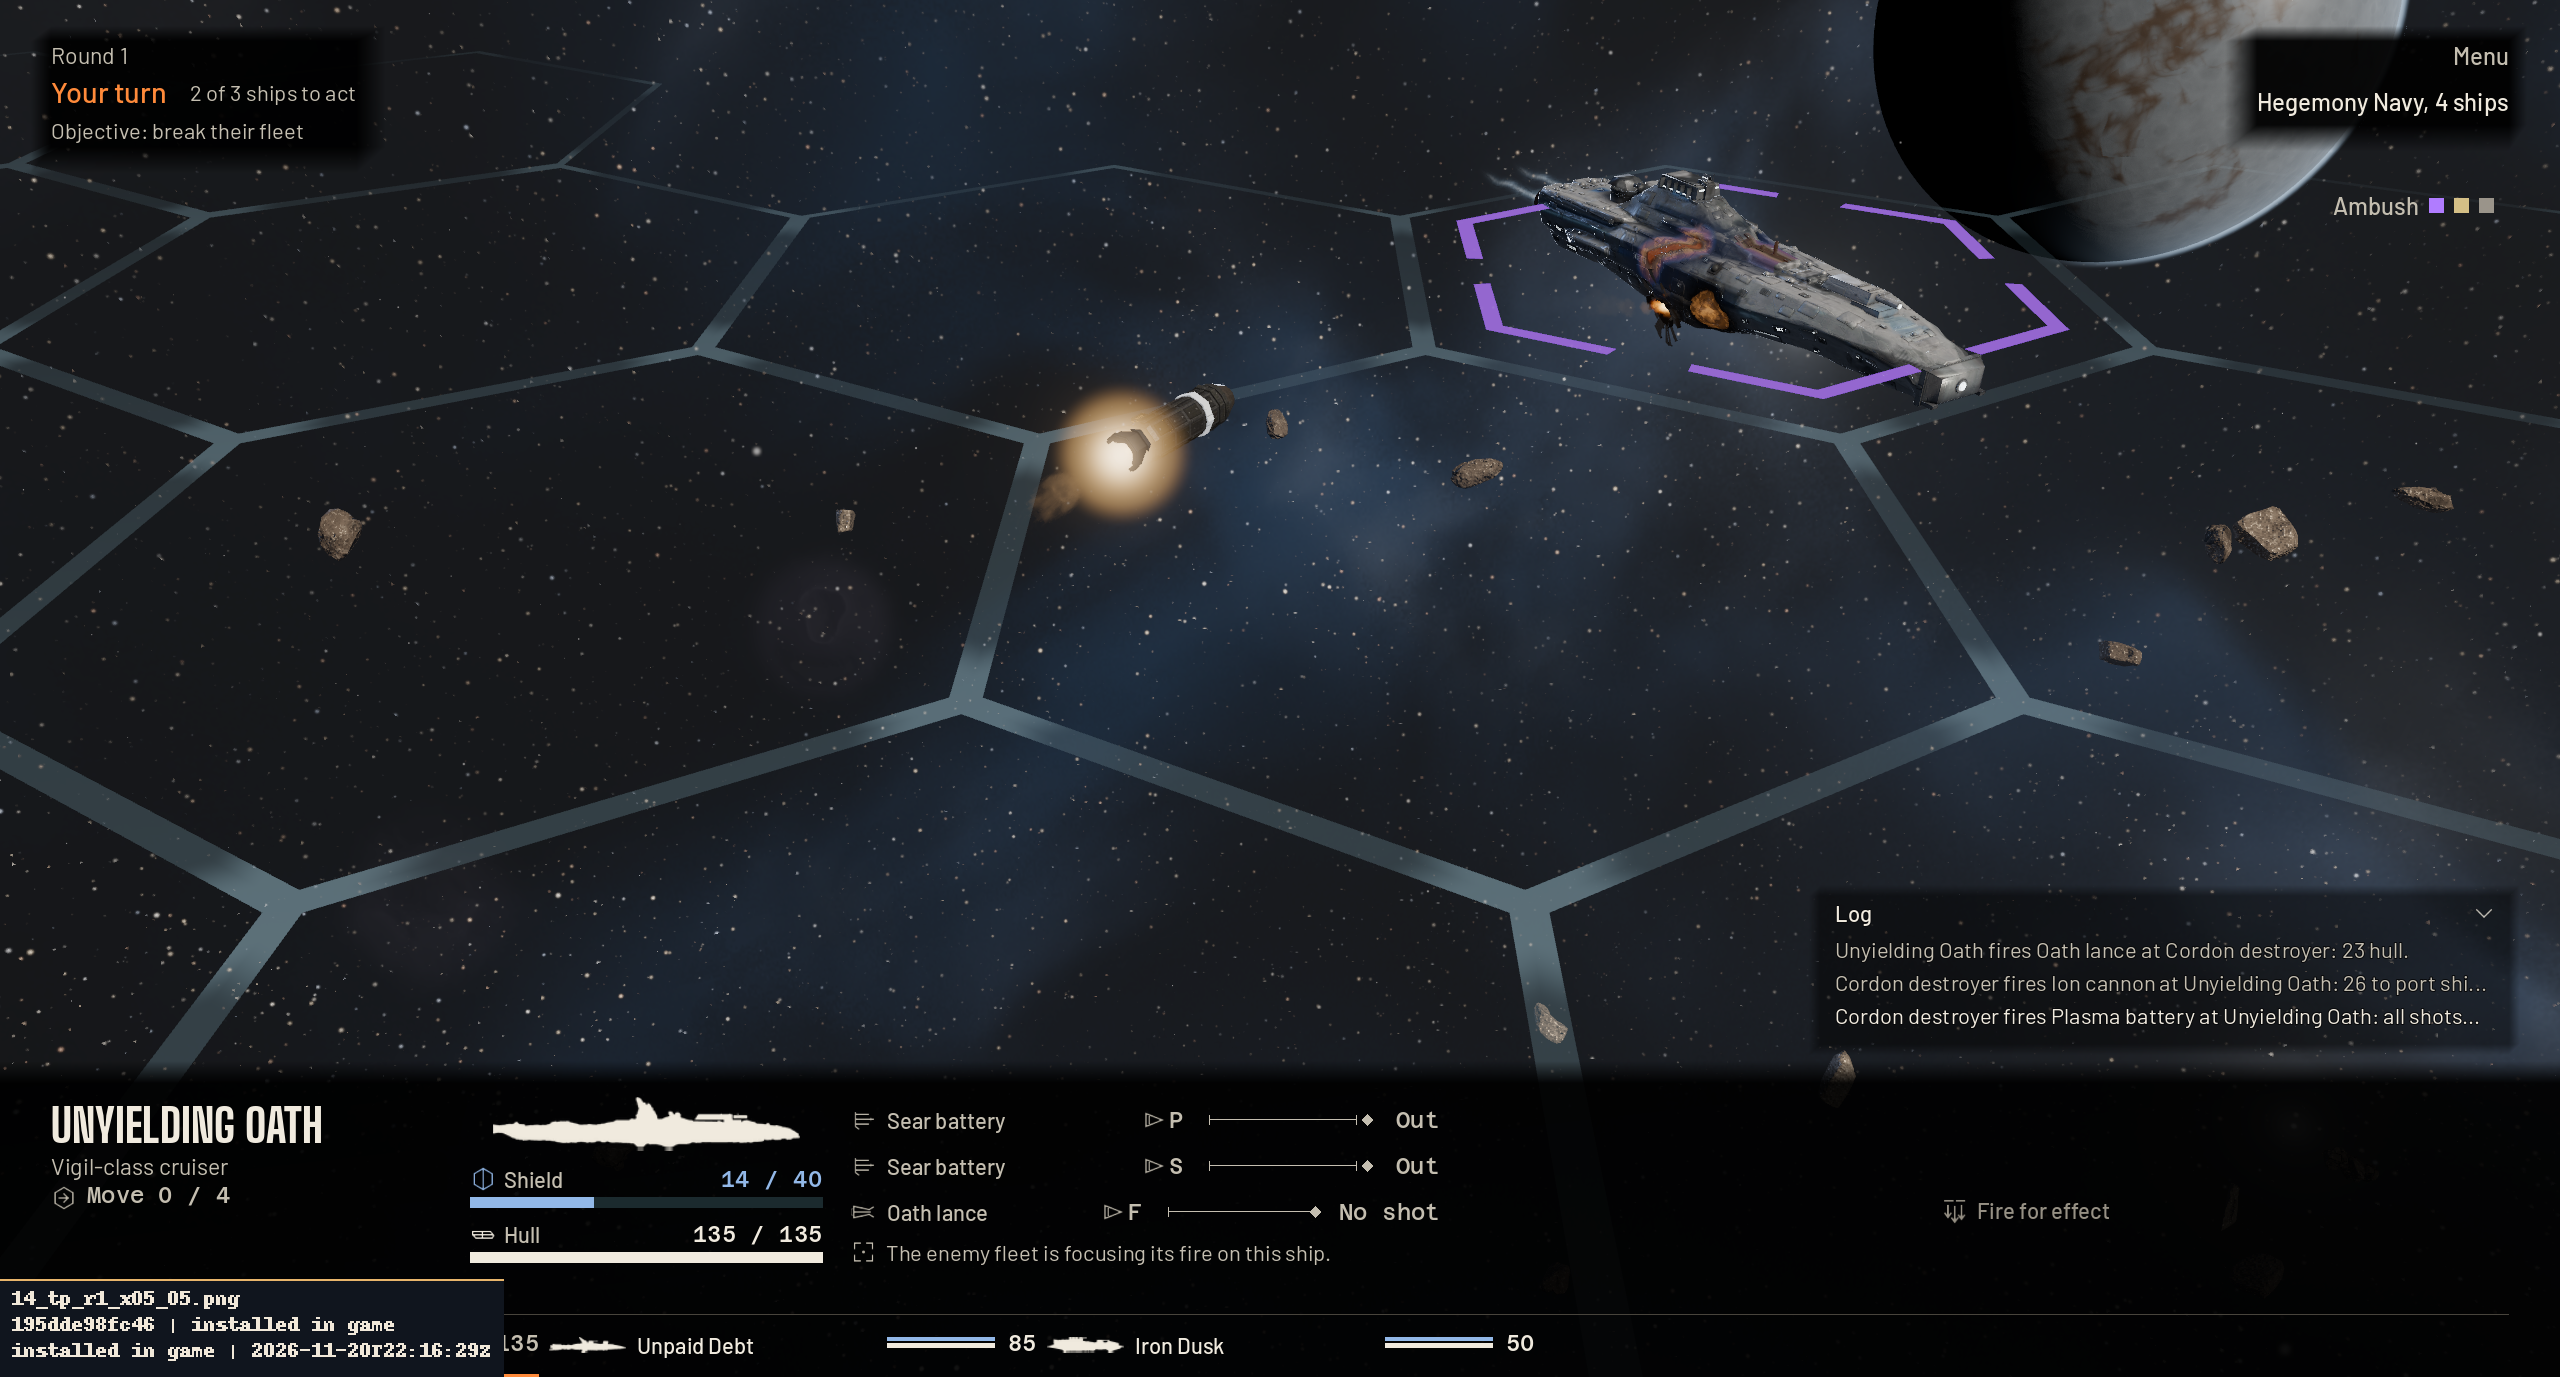 Round 1
Your turn 2 of 3 ships to act
Objective: break their fleet
Menu
Hegemony Navy, 4 ships
Ambush
Log
Unyielding Oath fires Oath lance at Cordon destroyer: 23 hull.
Cordon destroyer fires Ion cannon at Unyielding Oath: 26 to port shi...
Cordon destroyer fires Plasma battery at Unyielding Oath: all shots...
UNYIELDING OATH
Vigil-class cruiser
Move 0 / 4
Shield 14 / 40
Hull 135 / 135
Sear battery P Out
Sear battery S Out
Oath lance F No shot
The enemy fleet is focusing its fire on this ship.
Fire for effect
14_tp_r1_x05_05.png
195dde98fc46 | installed in game
installed in game | 2026-11-20T22:16:29Z
135 Unpaid Debt 85 Iron Dusk 50